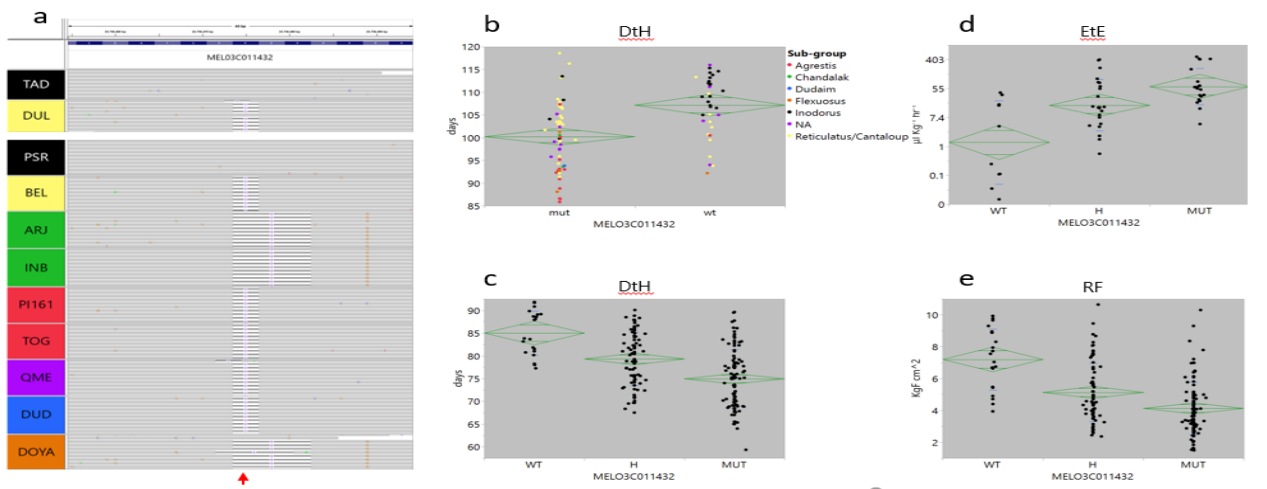 a
MEL03C011432
TAD
DUL
PSR
BEL
ARJ
INB
PI161
TOG
QME
DUD
DOYA
b
DtH
120
115
110
105
100
95
90
85
days
mut
wt
MELO3C011432
Sub-group
Agrestis
Chandalak
Dudaim
Flexuosus
Inodorus
NA
Reticulatus/Cantaloup
c
DtH
90
85
80
75
70
65
60
days
WT
H
MUT
MELO3C011432
d
EtE
403
55
7.4
1
0.1
0
µl Kg⁻¹ hr⁻¹
WT
H
MUT
MELO3C011432
e
RF
10
8
6
4
2
KgF cm^2
WT
H
MUT
MELO3C011432